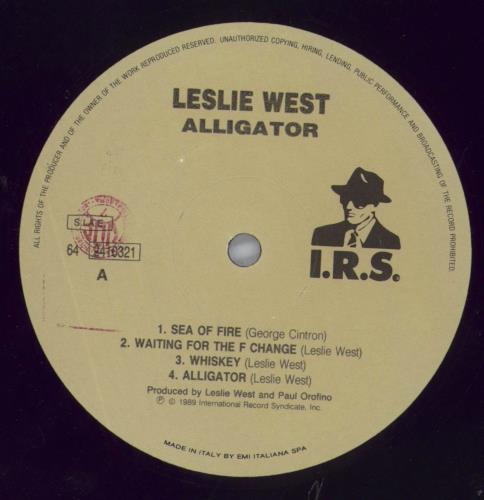 ALL RIGHTS OF THE PRODUCER AND OF THE OWNER OF THE WORK REPRODUCED RESERVED. UNAUTHORIZED COPYING, HIRING, LENDING, PUBLIC PERFORMANCE AND BROADCASTING OF THE RECORD PROHIBITED.
LESLIE WEST
ALLIGATOR
64
A
I.R.S.
1. SEA OF FIRE (George Cintron)
2. WAITING FOR THE F CHANGE (Leslie West)
3. WHISKEY (Leslie West)
4. ALLIGATOR (Leslie West)
Produced by Leslie West and Paul Orofino
℗ © 1989 International Record Syndicate, Inc.
MADE IN ITALY BY EMI ITALIANA SPA